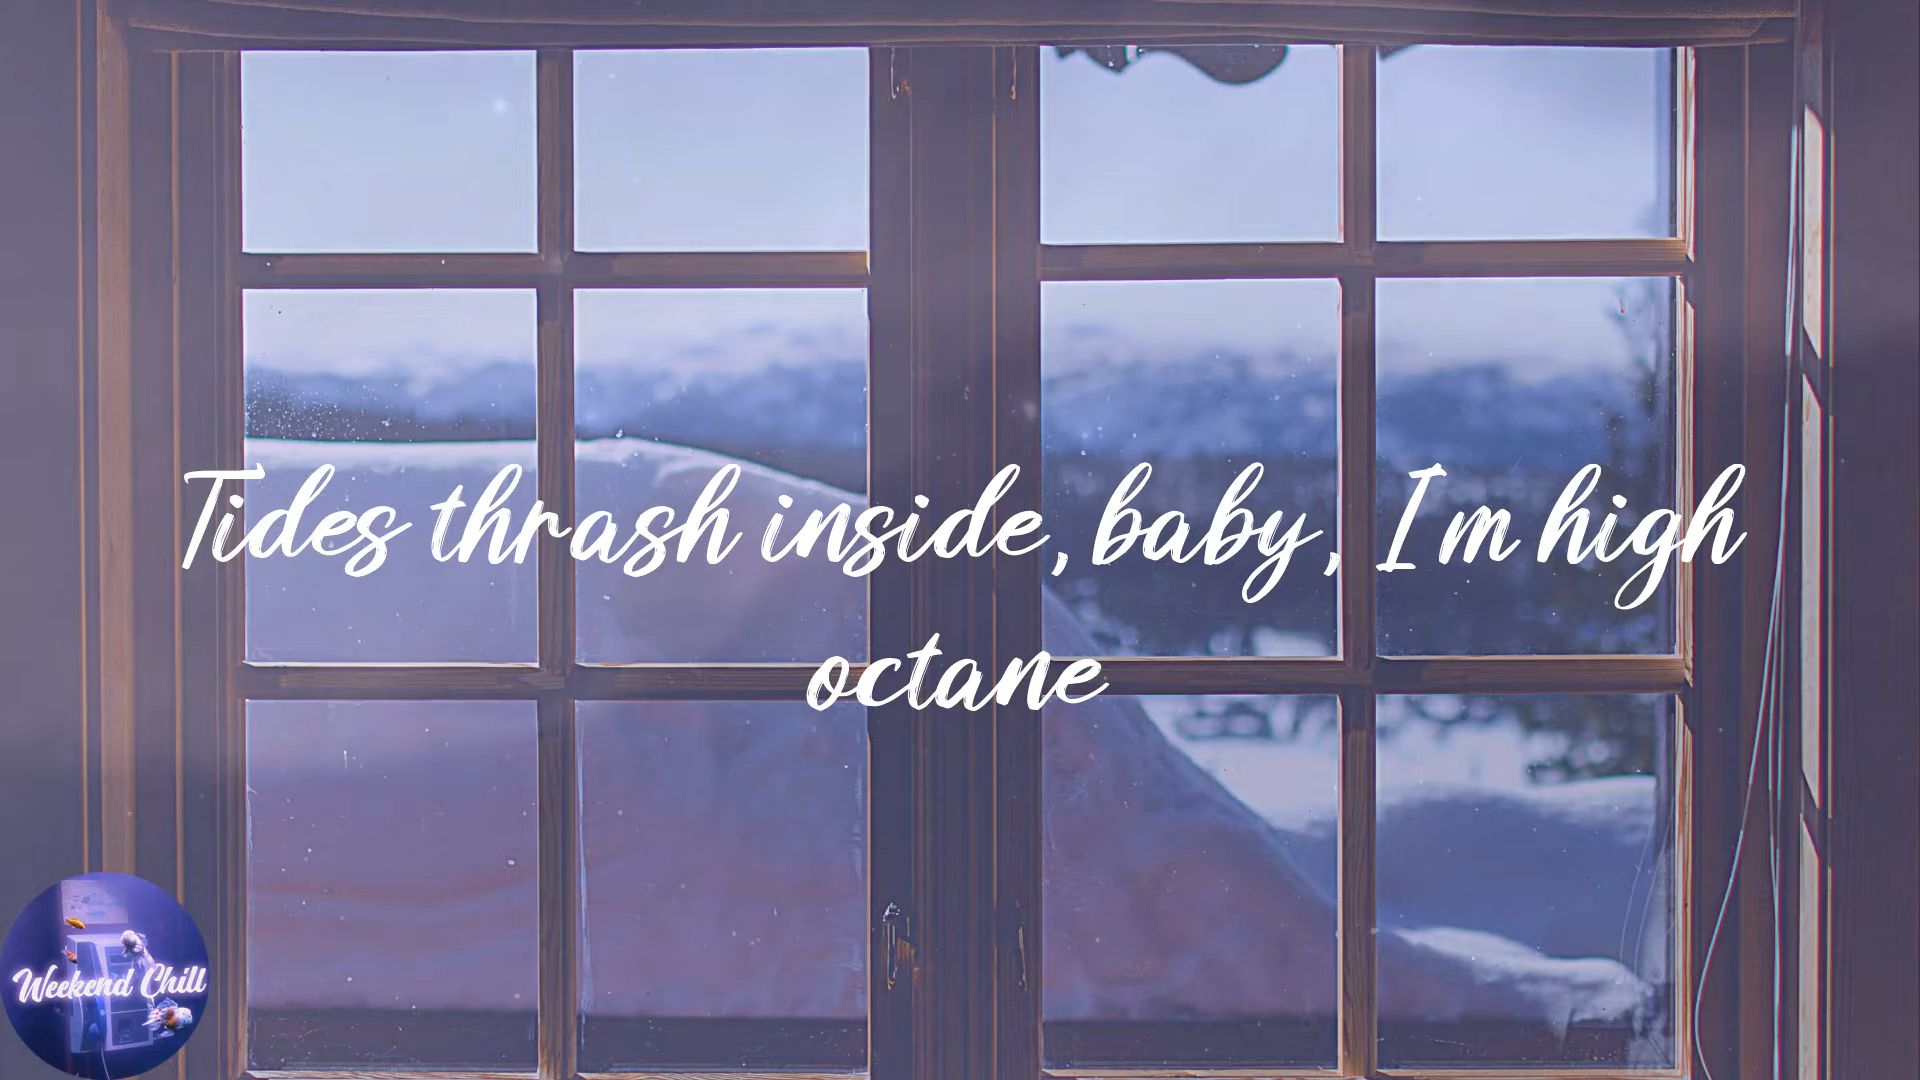 Tides thrash inside, baby, I m high
octane
Weekend Chill